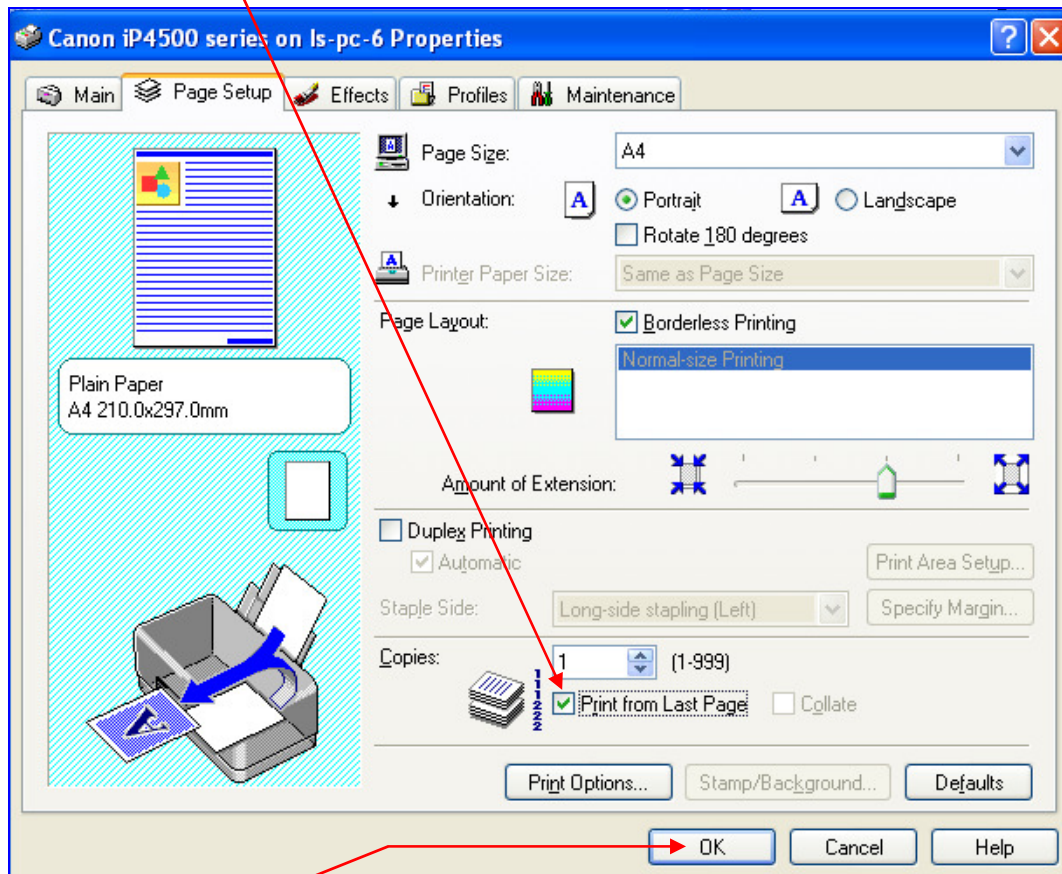 Canon iP4500 series on ls-pc-6 Properties
Main Page Setup Effects Profiles Maintenance
Page Size: A4
Orientation: A Portrait A Landscape
Rotate 180 degrees
Printer Paper Size: Same as Page Size
Page Layout: Borderless Printing
Normal-size Printing
Plain Paper
A4 210.0x297.0mm
Amount of Extension:
Duplex Printing
Automatic Print Area Setup...
Staple Side: Long-side stapling (Left) Specify Margin...
Copies: 1 (1-999)
112222
Print from Last Page Collate
Print Options... Stamp/Background... Defaults
OK Cancel Help